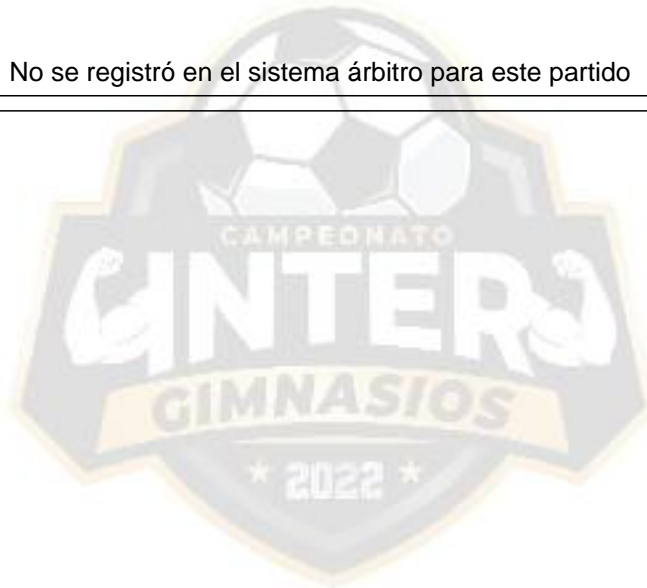 No se registró en el sistema árbitro para este partido
CAMPEONATO
INTER
GIMNASIOS
* 2022 *